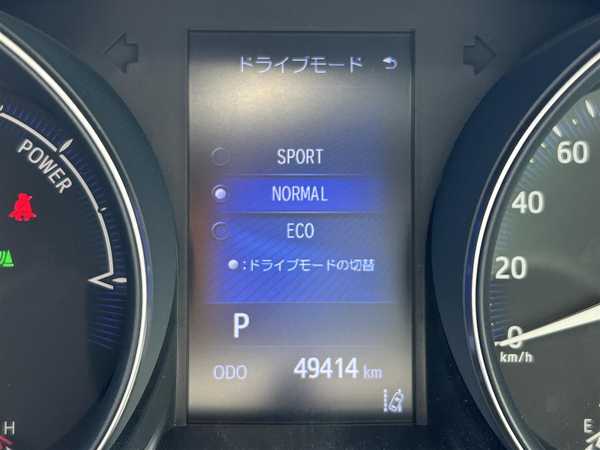 ドライブモード
SPORT
NORMAL
ECO
:ドライブモードの切替
P
ODO 49414 km
POWER
H
60
40
20
0
km/h
E